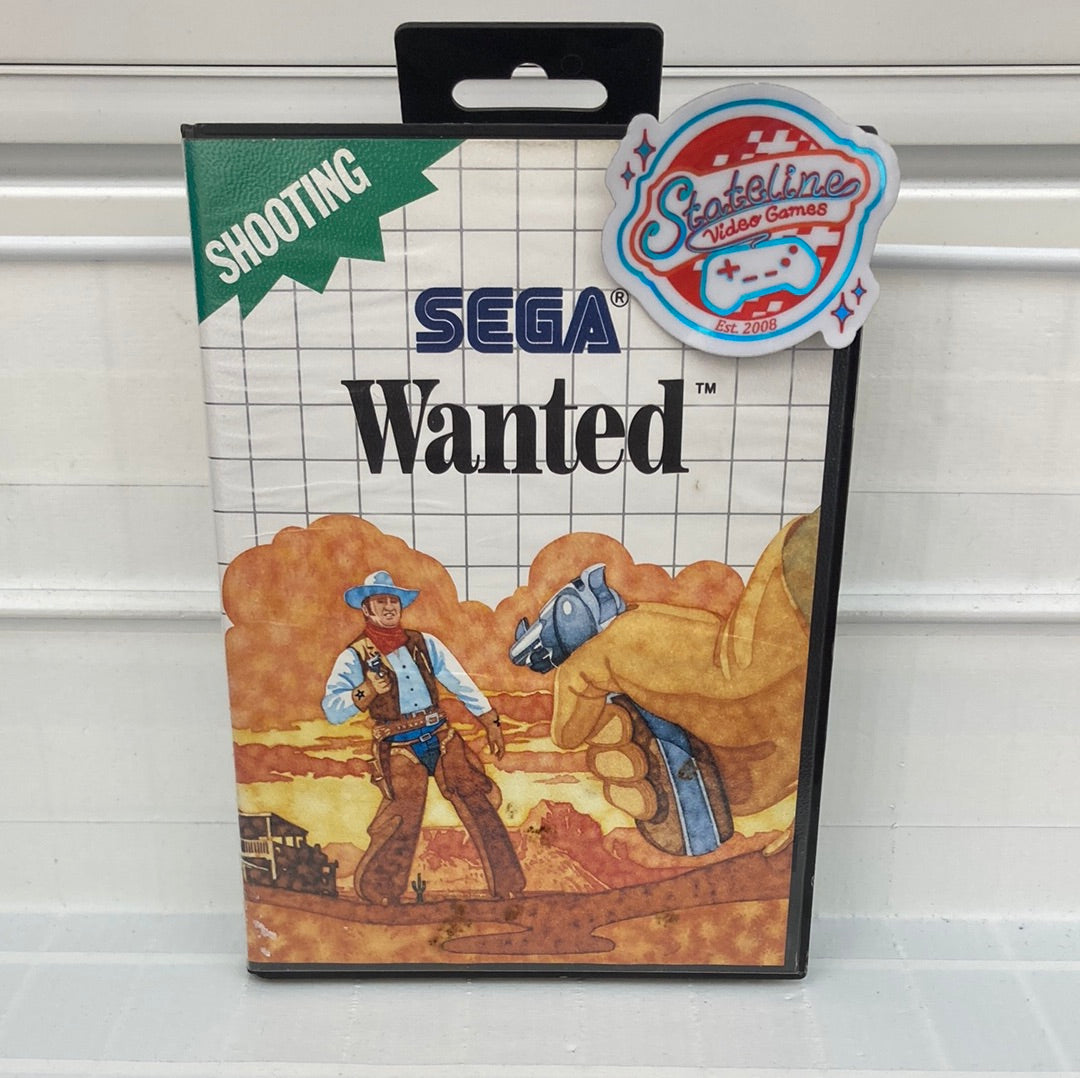 SHOOTING
SEGA®
Wanted™
Stateline
Video Games
Est. 2008